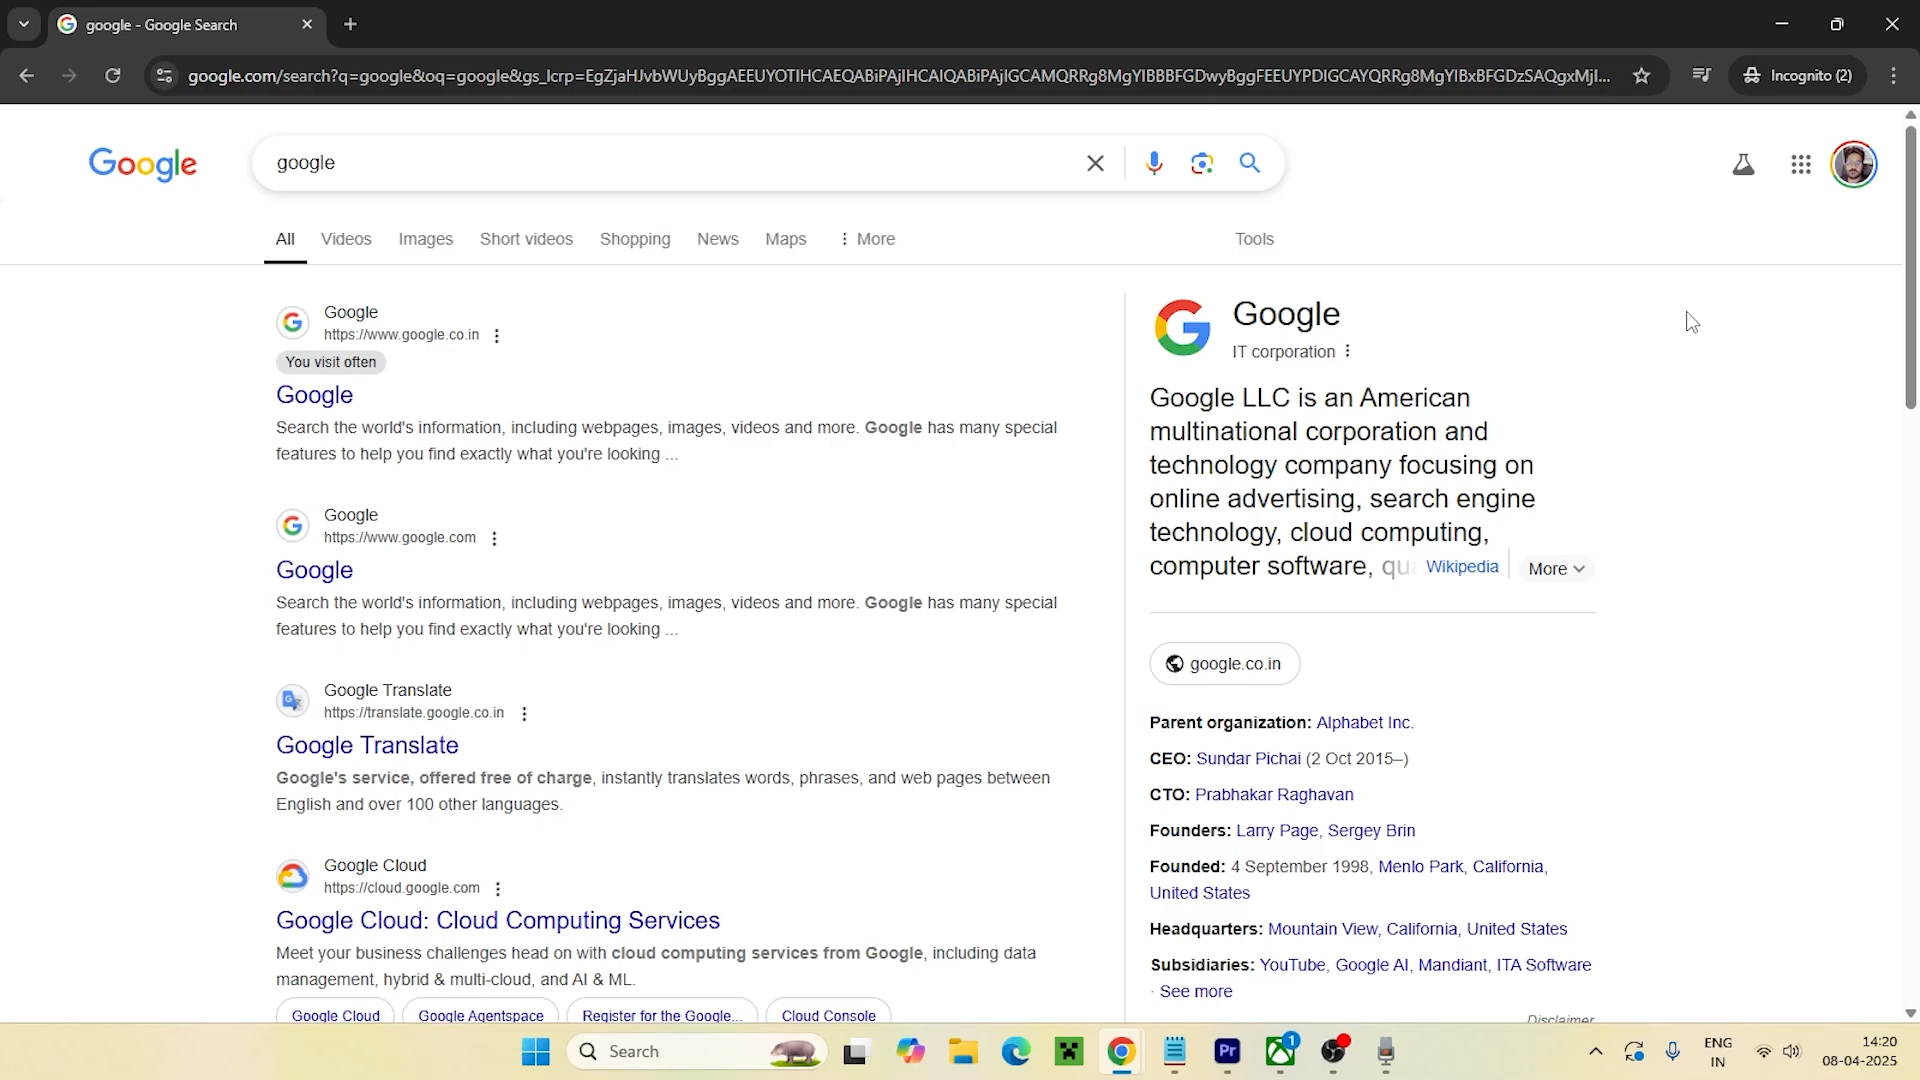 google - Google Search
google.com/search?q=google&oq=google&gs_lcrp=EgZjaHJvbWUyBggAEEUYOTIHCAEQABiPAjIHCAIQABiPAjIGCAMQRRg8MgYIBBBFGDwyBggFEEUYPDIGCAYQRRg8MgYIBxBFGDzSAQgxMjI...
Incognito (2)
Google
google
All Videos Images Short videos Shopping News Maps More Tools
Google
https://www.google.co.in
You visit often
Google
Search the world's information, including webpages, images, videos and more. Google has many special
features to help you find exactly what you're looking ...
Google
https://www.google.com
Google
Search the world's information, including webpages, images, videos and more. Google has many special
features to help you find exactly what you're looking ...
Google Translate
https://translate.google.co.in
Google Translate
Google's service, offered free of charge, instantly translates words, phrases, and web pages between
English and over 100 other languages.
Google Cloud
https://cloud.google.com
Google Cloud: Cloud Computing Services
Meet your business challenges head on with cloud computing services from Google, including data
management, hybrid & multi-cloud, and AI & ML.
Google Cloud Google Agentspace Register for the Google... Cloud Console
Google
IT corporation
Google LLC is an American
multinational corporation and
technology company focusing on
online advertising, search engine
technology, cloud computing,
computer software, qua Wikipedia More
google.co.in
Parent organization: Alphabet Inc.
CEO: Sundar Pichai (2 Oct 2015–)
CTO: Prabhakar Raghavan
Founders: Larry Page, Sergey Brin
Founded: 4 September 1998, Menlo Park, California,
United States
Headquarters: Mountain View, California, United States
Subsidiaries: YouTube, Google AI, Mandiant, ITA Software
· See more
Disclaimer
Search
Pr
1
ENG
IN
14:20
08-04-2025